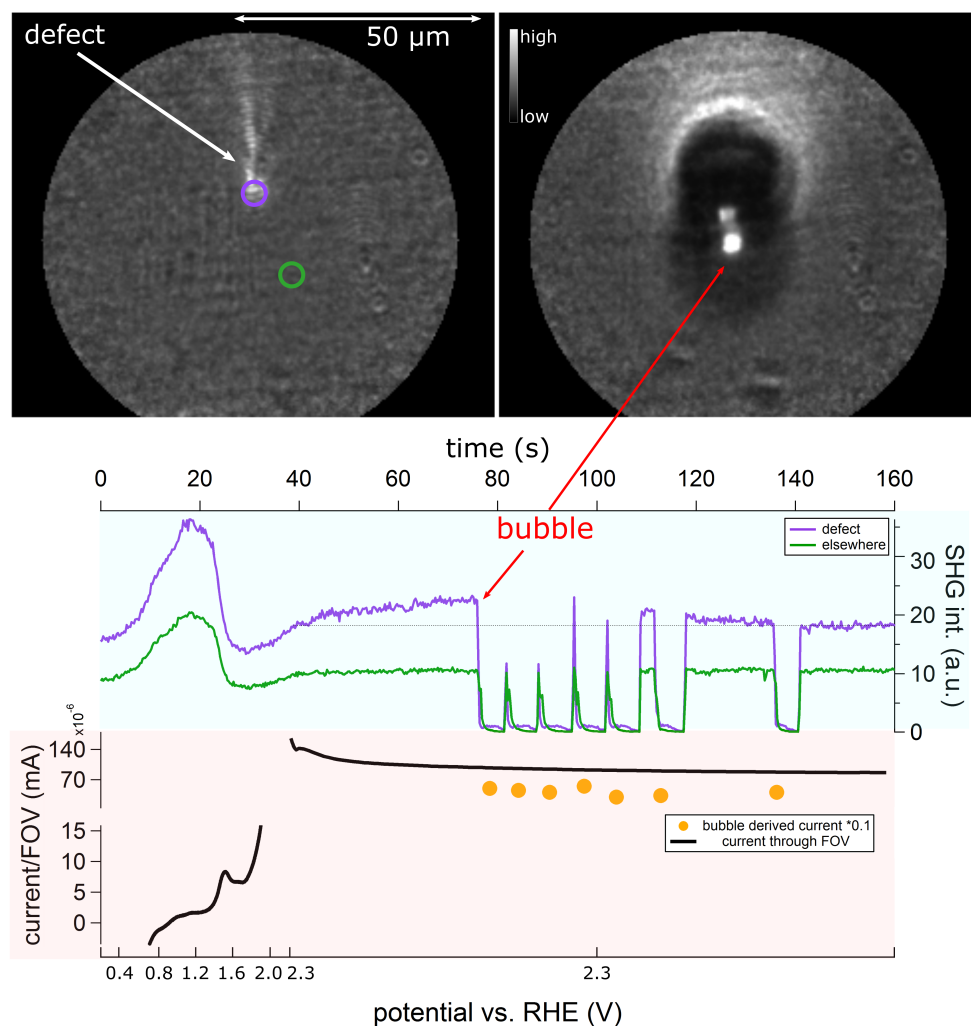 defect
50 µm
high
low
time (s)
0 20 40 60 80 100 120 140 160
bubble
defect
elsewhere
30
20
10
0
SHG int. (a.u.)
x10⁻⁶
140
70
15
10
5
0
current/FOV (mA)
bubble derived current *0.1
current through FOV
0.4 0.8 1.2 1.6 2.0 2.3 2.3
potential vs. RHE (V)